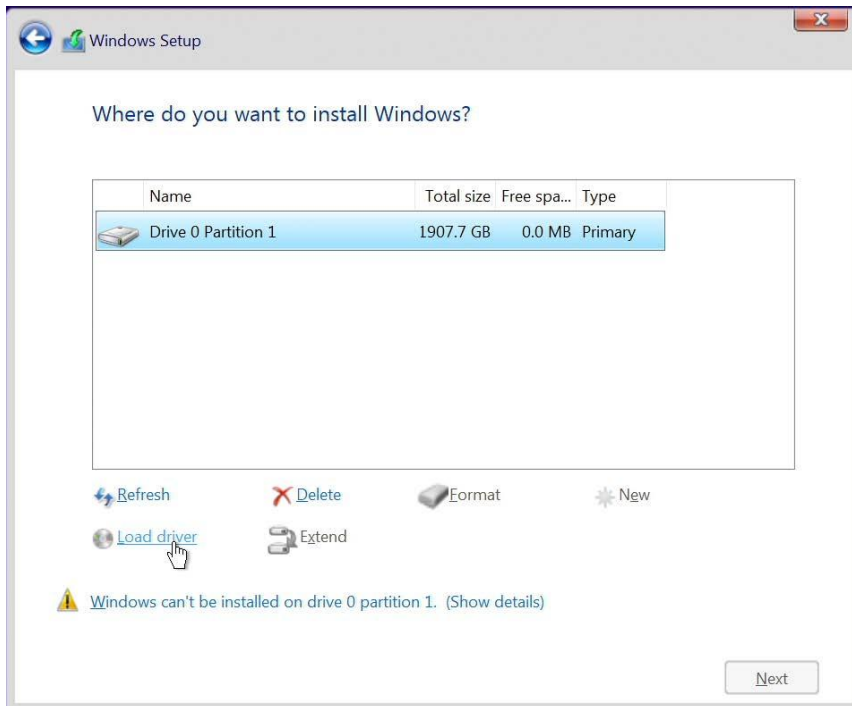 Windows Setup
Where do you want to install Windows?
Name Total size Free spa... Type
Drive 0 Partition 1 1907.7 GB 0.0 MB Primary
Refresh Delete Format New
Load driver Extend
Windows can't be installed on drive 0 partition 1. (Show details)
Next